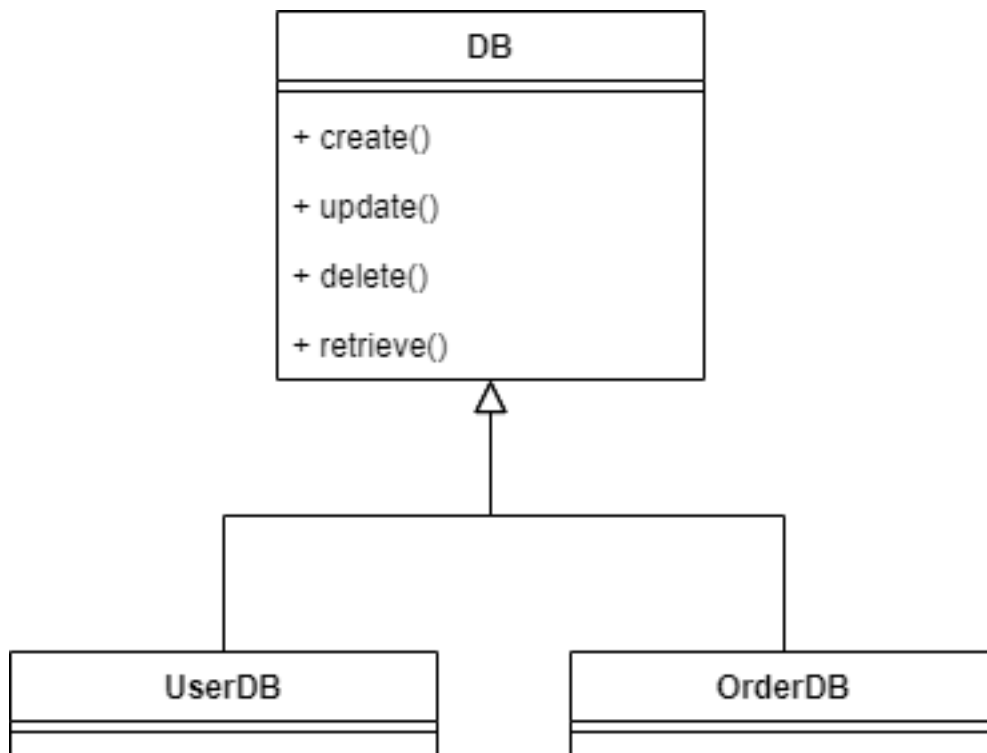 DB
+ create()
+ update()
+ delete()
+ retrieve()
UserDB
OrderDB